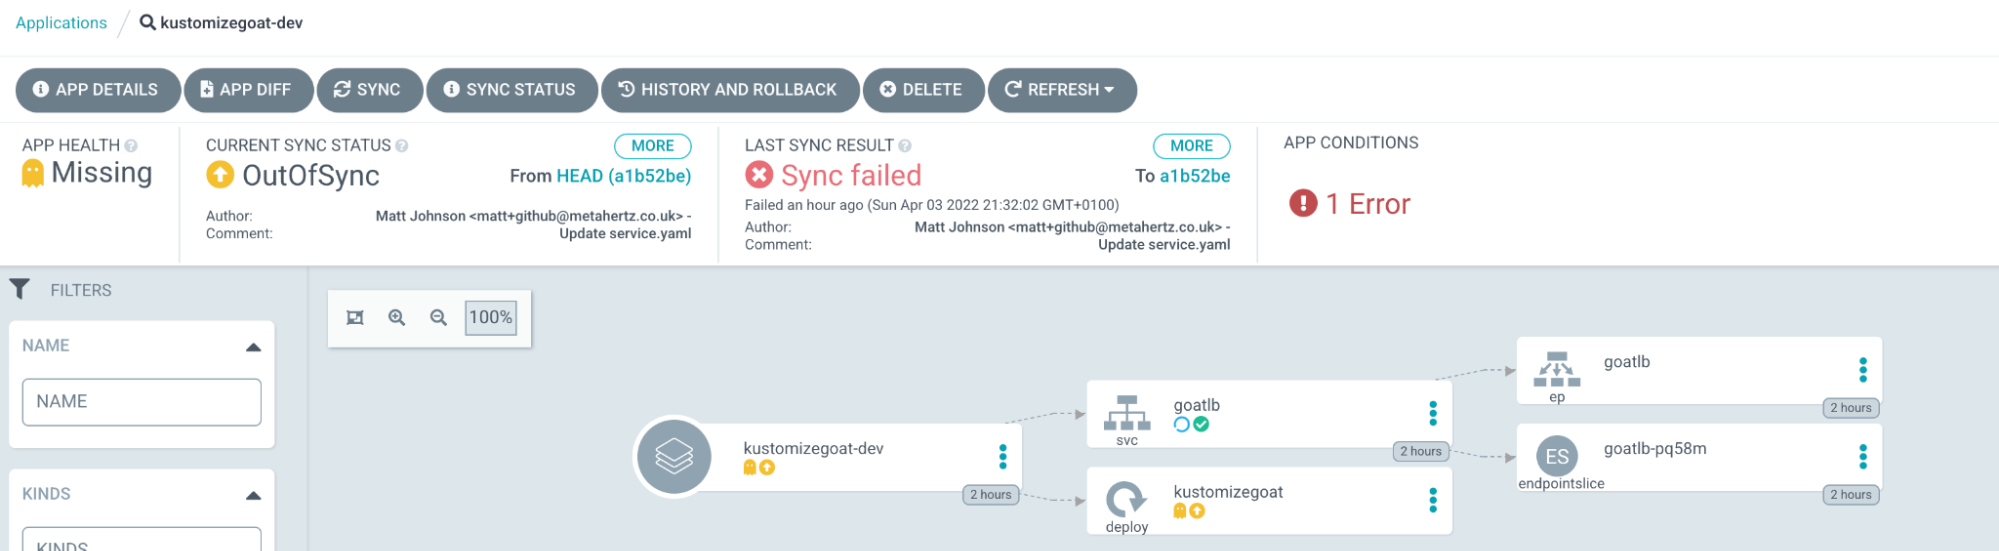 Applications / kustomizegoat-dev
APP DETAILS APP DIFF SYNC SYNC STATUS HISTORY AND ROLLBACK DELETE REFRESH
APP HEALTH
Missing
CURRENT SYNC STATUS MORE
OutOfSync From HEAD (a1b52be)
Author: Matt Johnson <matt+github@metahertz.co.uk> -
Comment: Update service.yaml
LAST SYNC RESULT MORE
Sync failed To a1b52be
Failed an hour ago (Sun Apr 03 2022 21:32:02 GMT+0100)
Author: Matt Johnson <matt+github@metahertz.co.uk> -
Comment: Update service.yaml
APP CONDITIONS
1 Error
FILTERS
NAME
NAME
KINDS
KINDS
100%
kustomizegoat-dev
2 hours
svc
goatlb
2 hours
deploy
kustomizegoat
ep
goatlb
2 hours
ES
endpointslice
goatlb-pq58m
2 hours